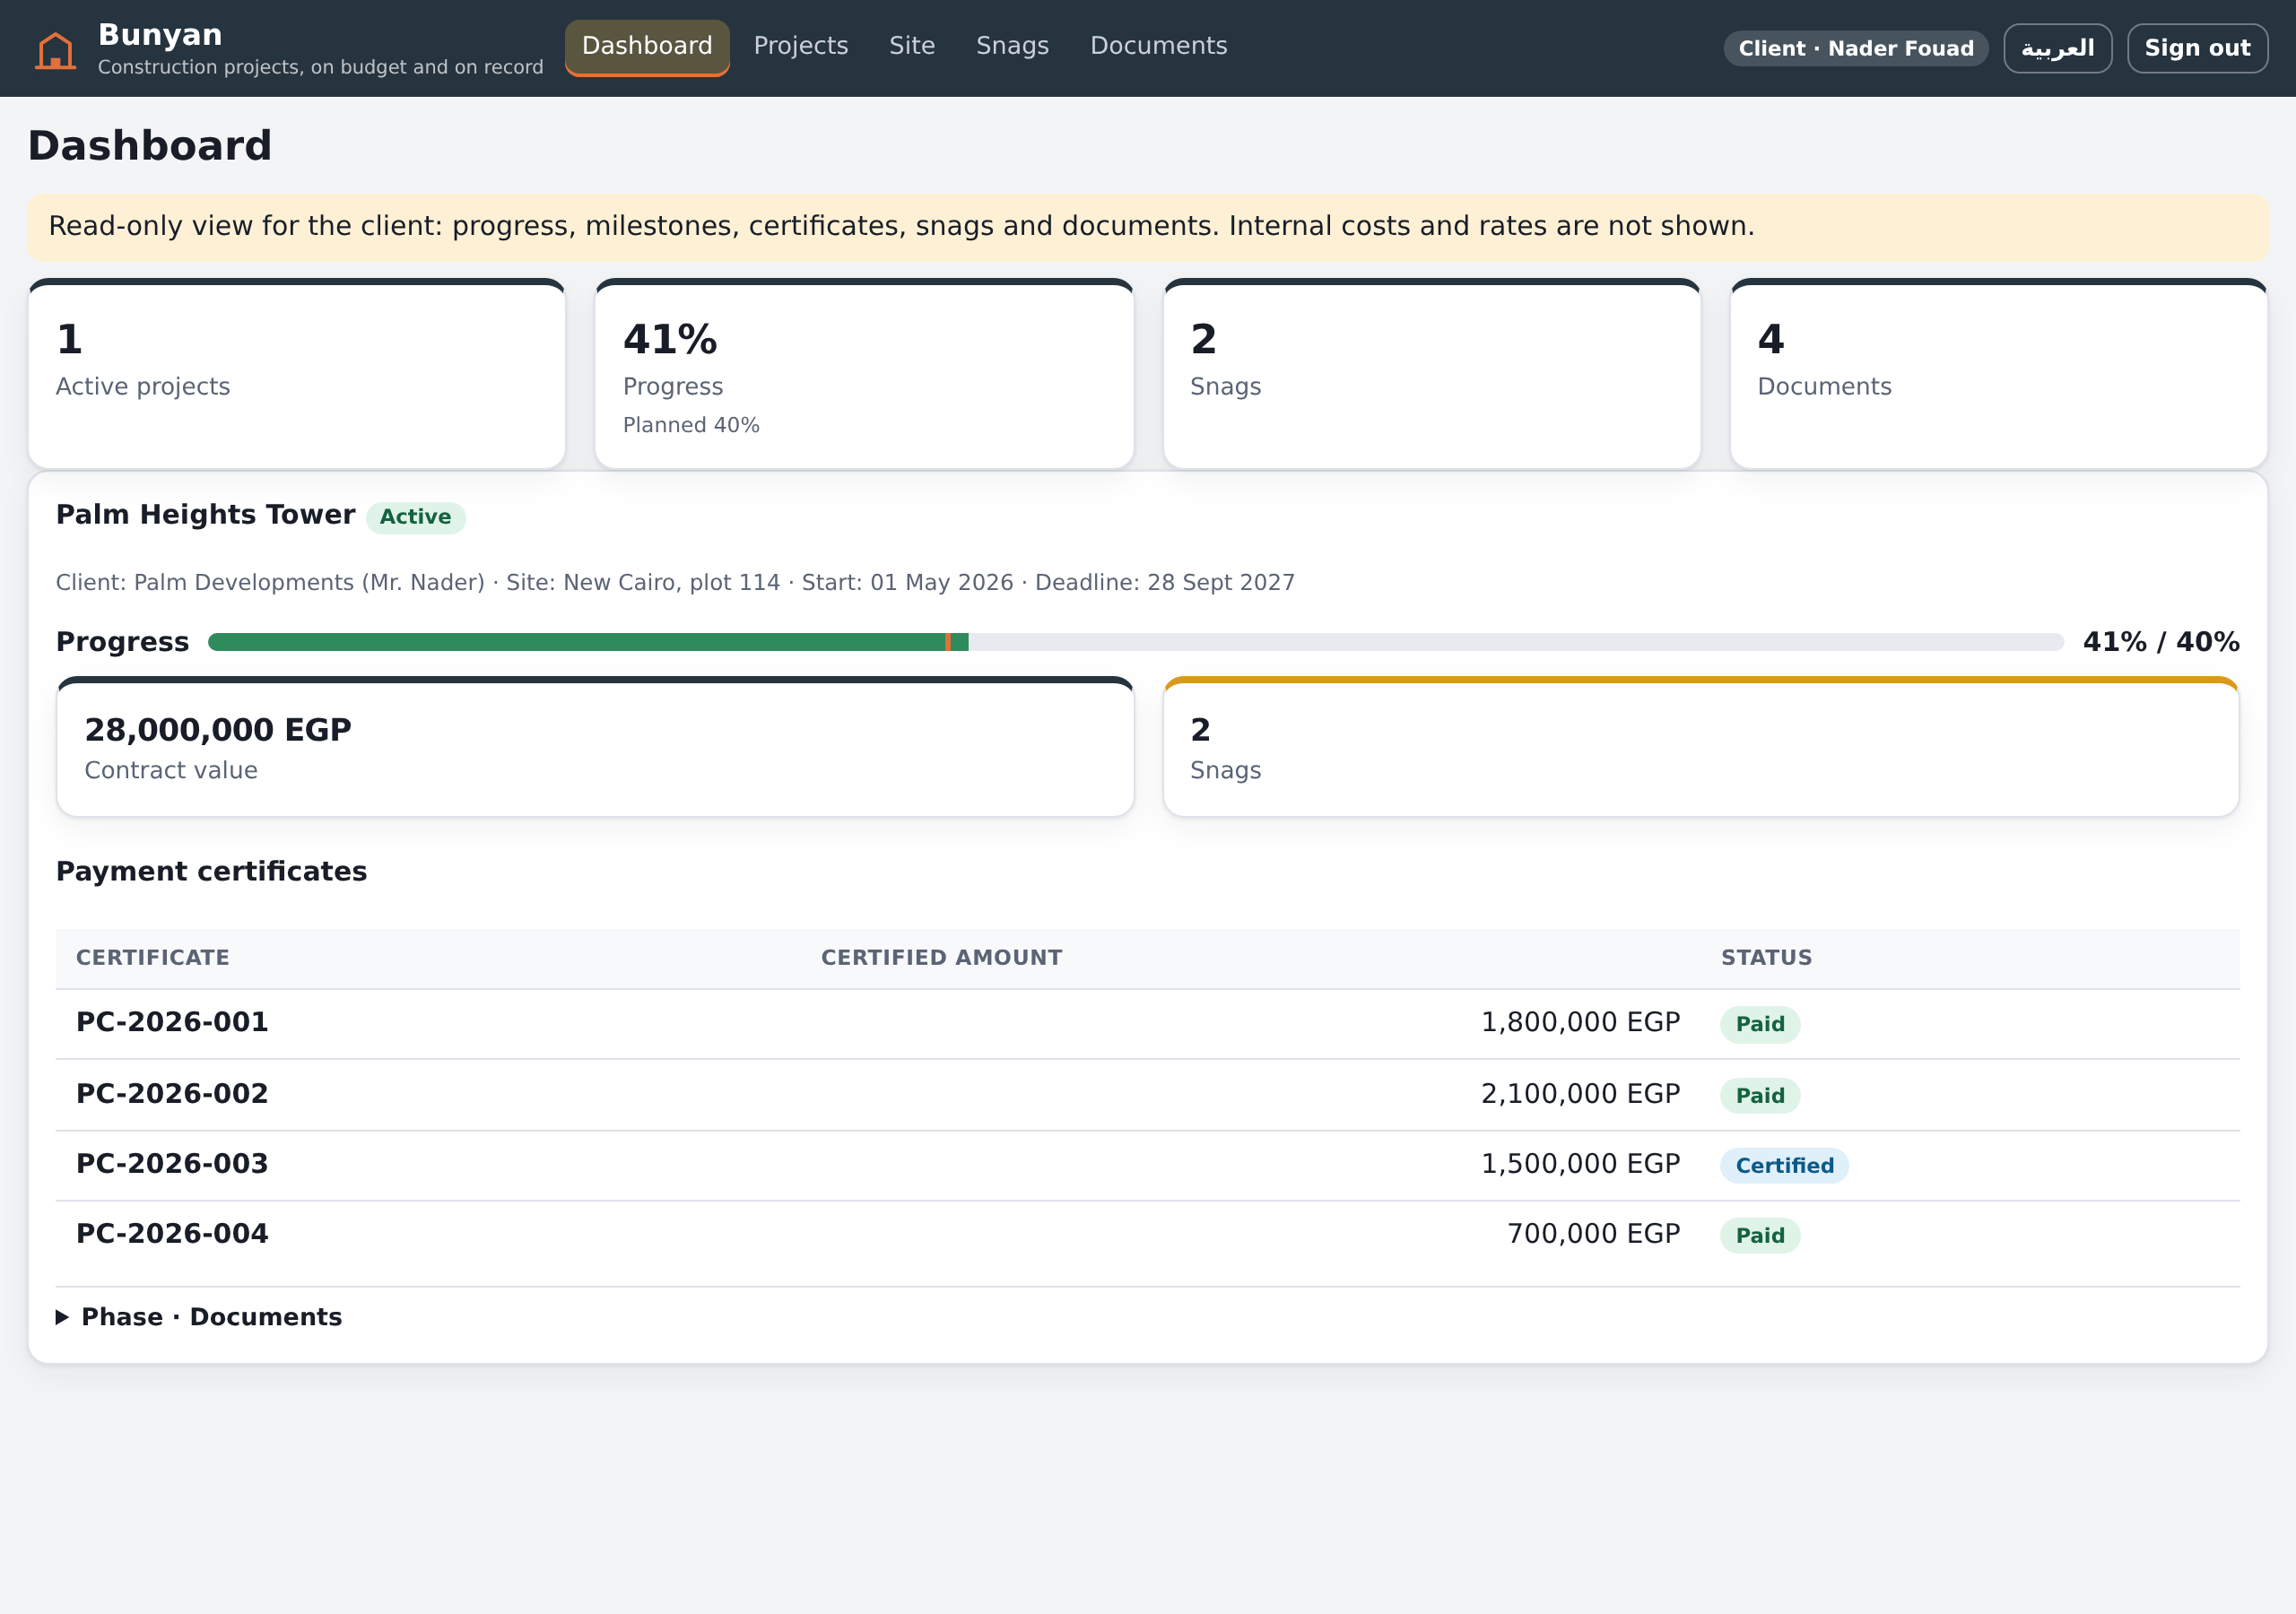 Bunyan
Construction projects, on budget and on record
Dashboard Projects Site Snags Documents
Client · Nader Fouad العربية Sign out
Dashboard
Read-only view for the client: progress, milestones, certificates, snags and documents. Internal costs and rates are not shown.
1
Active projects
41%
Progress
Planned 40%
2
Snags
4
Documents
Palm Heights Tower Active
Client: Palm Developments (Mr. Nader) · Site: New Cairo, plot 114 · Start: 01 May 2026 · Deadline: 28 Sept 2027
Progress 41% / 40%
28,000,000 EGP
Contract value
2
Snags
Payment certificates
CERTIFICATE CERTIFIED AMOUNT STATUS
PC-2026-001 1,800,000 EGP Paid
PC-2026-002 2,100,000 EGP Paid
PC-2026-003 1,500,000 EGP Certified
PC-2026-004 700,000 EGP Paid
Phase · Documents